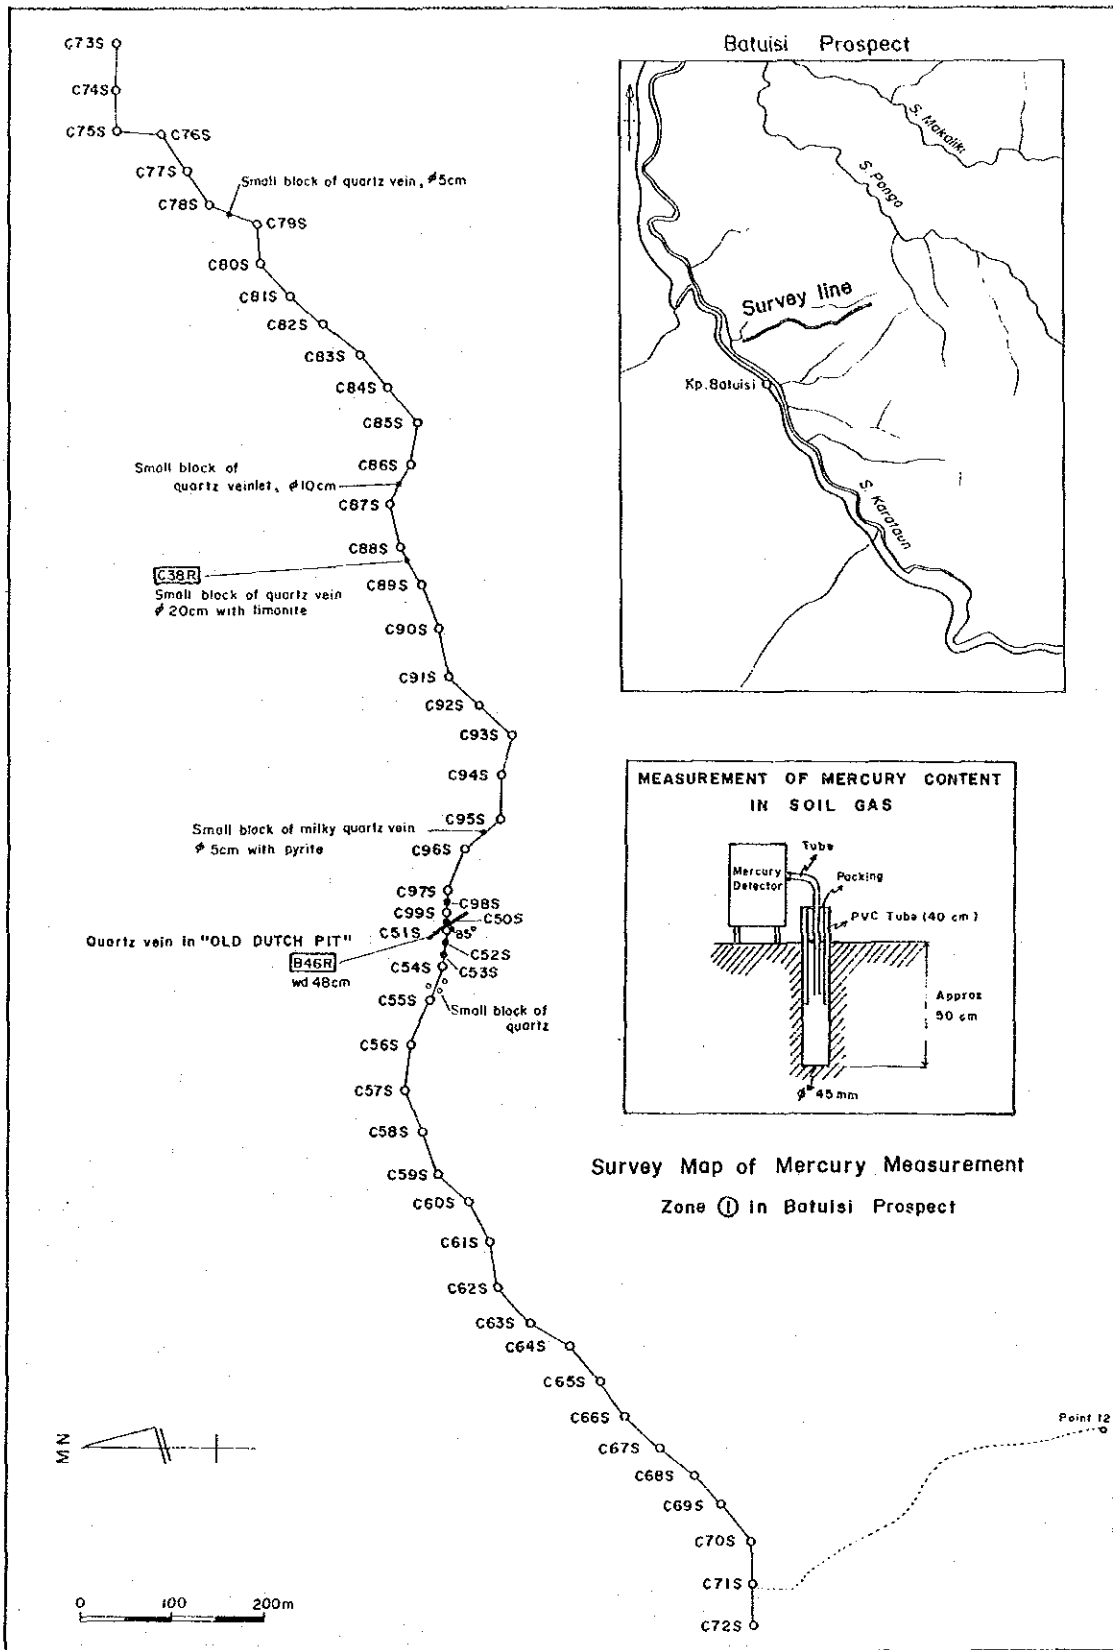 Batuisi Prospect
S. Makaliki
S. Pongo
Survey line
Kp. Batuisi
S. Karataun
C73S
C74S
C75S
C76S
C77S
C78S
Small block of quartz vein, φ5cm
C79S
C80S
C81S
C82S
C83S
C84S
C85S
C86S
Small block of
quartz veinlet, φ10cm
C87S
C88S
C38R
Small block of quartz vein
φ 20cm with limonite
C89S
C90S
C91S
C92S
C93S
C94S
C95S
Small block of milky quartz vein
φ 5cm with pyrite
C96S
C97S
C98S
C99S
C50S
C51S
85°
Quartz vein in "OLD DUTCH PIT"
B46R
wd 48cm
C52S
C53S
C54S
C55S
Small block of
quartz
C56S
C57S
C58S
C59S
C60S
C61S
C62S
C63S
C64S
C65S
C66S
C67S
C68S
C69S
C70S
C71S
C72S
Point 12
MEASUREMENT OF MERCURY CONTENT
IN SOIL GAS
Tube
Mercury
Detector
Packing
PVC Tube (40 cm)
Approx
50 cm
φ 45mm
Survey Map of Mercury Measurement
Zone ① in Batuisi Prospect
MN
0 100 200m